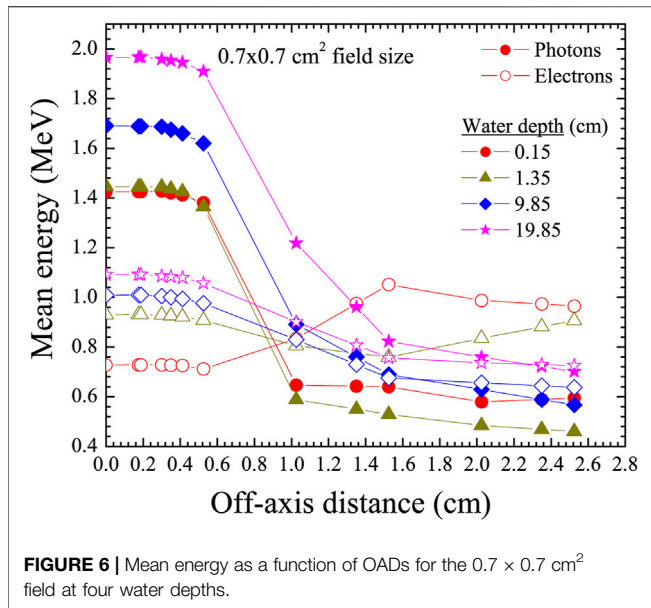 0.7x0.7 cm² field size
Photons
Electrons
Water depth (cm)
0.15
1.35
9.85
19.85
Mean energy (MeV)
2.0
1.8
1.6
1.4
1.2
1.0
0.8
0.6
0.4
0.0 0.2 0.4 0.6 0.8 1.0 1.2 1.4 1.6 1.8 2.0 2.2 2.4 2.6 2.8
Off-axis distance (cm)
FIGURE 6 | Mean energy as a function of OADs for the 0.7 × 0.7 cm²
field at four water depths.